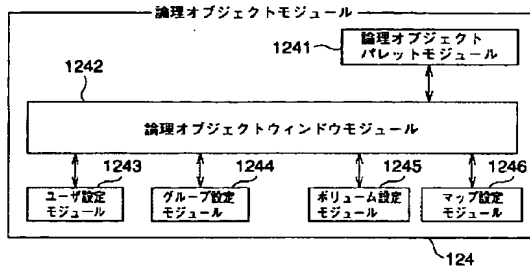 論理オブジェクトモジュール
1241
論理オブジェクト
パレットモジュール
1242
論理オブジェクトウィンドウモジュール
1243
ユーザ設定
モジュール
1244
グループ設定
モジュール
1245
ボリューム設定
モジュール
1246
マップ設定
モジュール
124